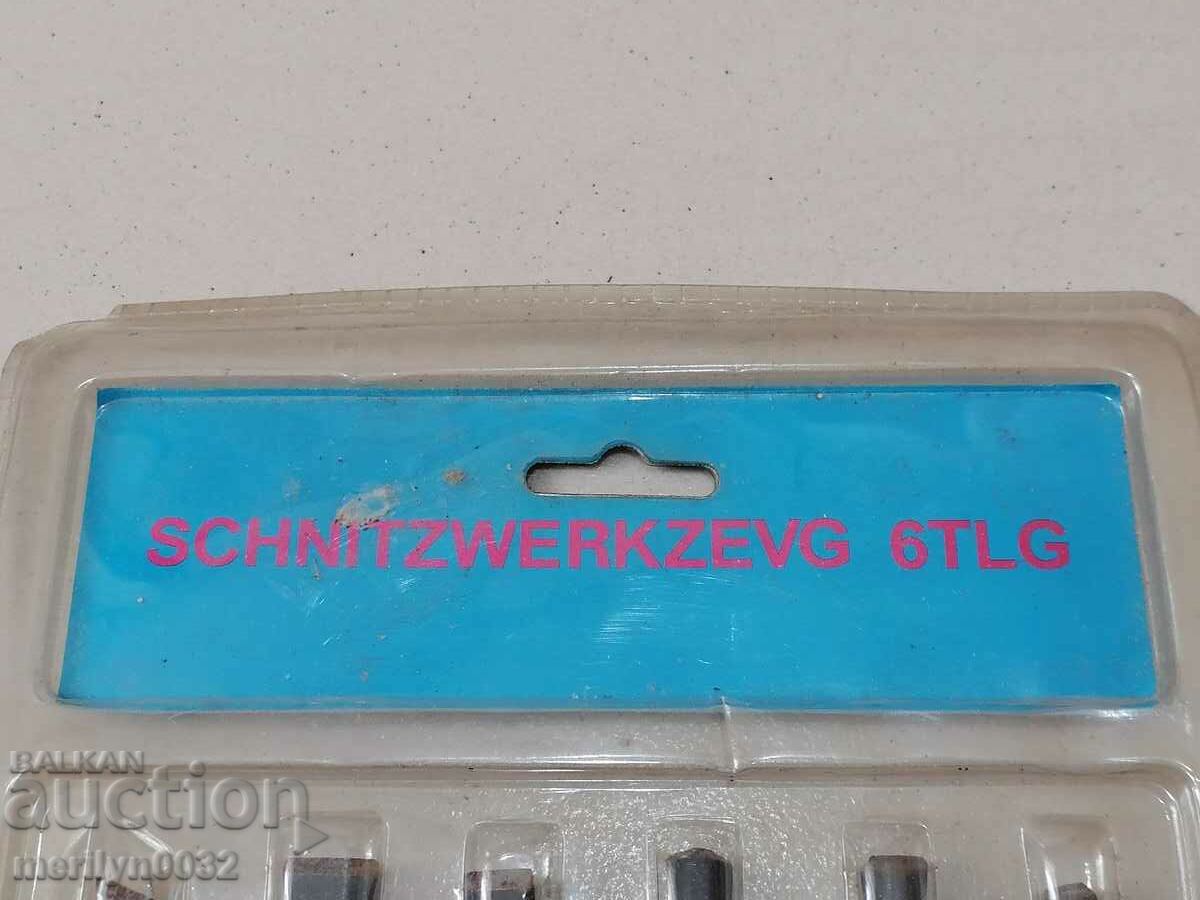 SCHNITZWERKZEVG 6TLG
BALKAN
auction
merilyn0032